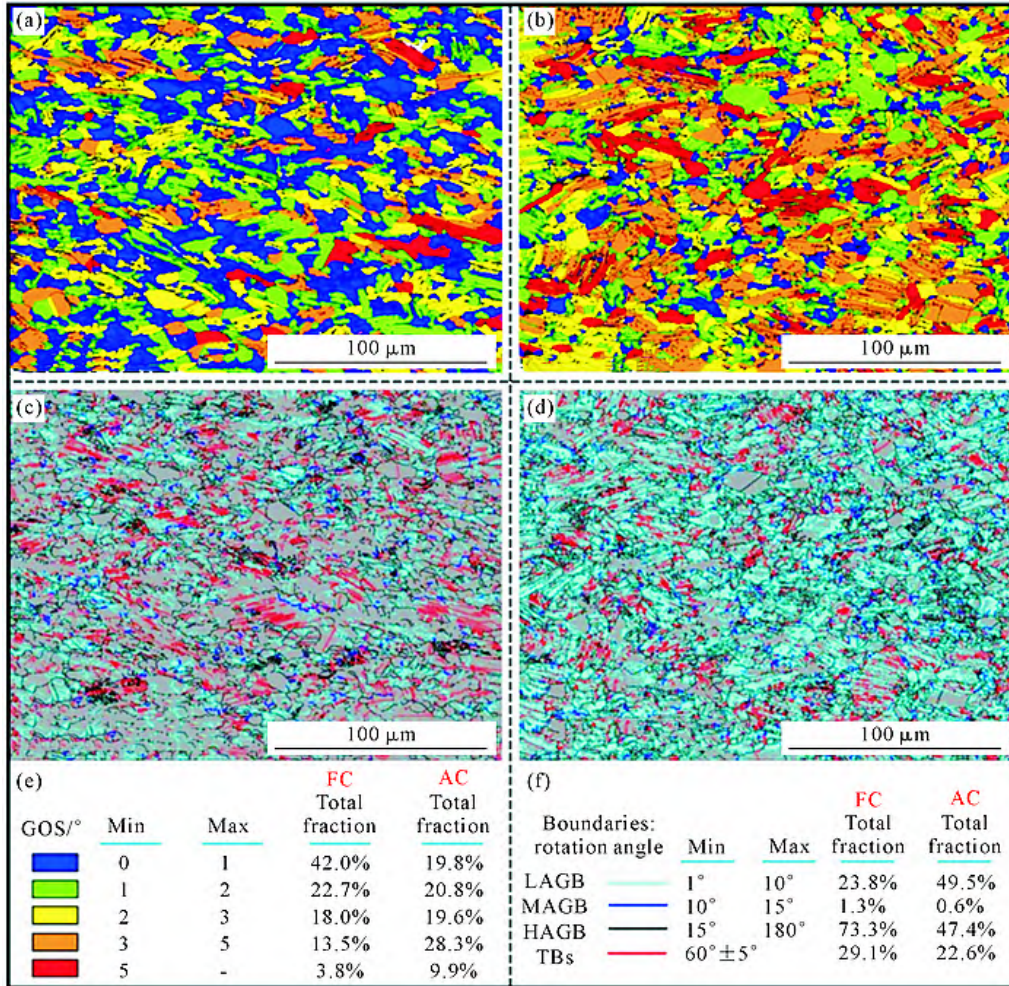 (a)
(b)
100 μm
100 μm
(c)
(d)
100 μm
100 μm
(e)
FC AC
Total Total
GOS/° Min Max fraction fraction
0 1 42.0% 19.8%
1 2 22.7% 20.8%
2 3 18.0% 19.6%
3 5 13.5% 28.3%
5 - 3.8% 9.9%
(f)
FC AC
Boundaries: Total Total
rotation angle Min Max fraction fraction
LAGB 1° 10° 23.8% 49.5%
MAGB 10° 15° 1.3% 0.6%
HAGB 15° 180° 73.3% 47.4%
TBs 60°±5° 29.1% 22.6%